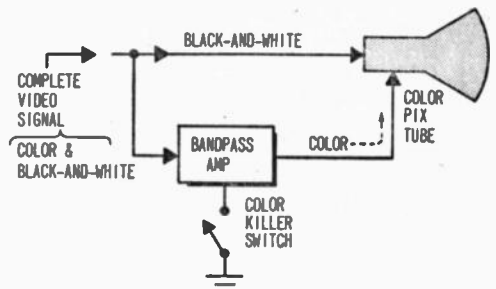 BLACK-AND-WHITE
COMPLETE
VIDEO
SIGNAL
COLOR &
BLACK-AND-WHITE
BANDPASS
AMP
COLOR
COLOR
PIX
TUBE
COLOR
KILLER
SWITCH